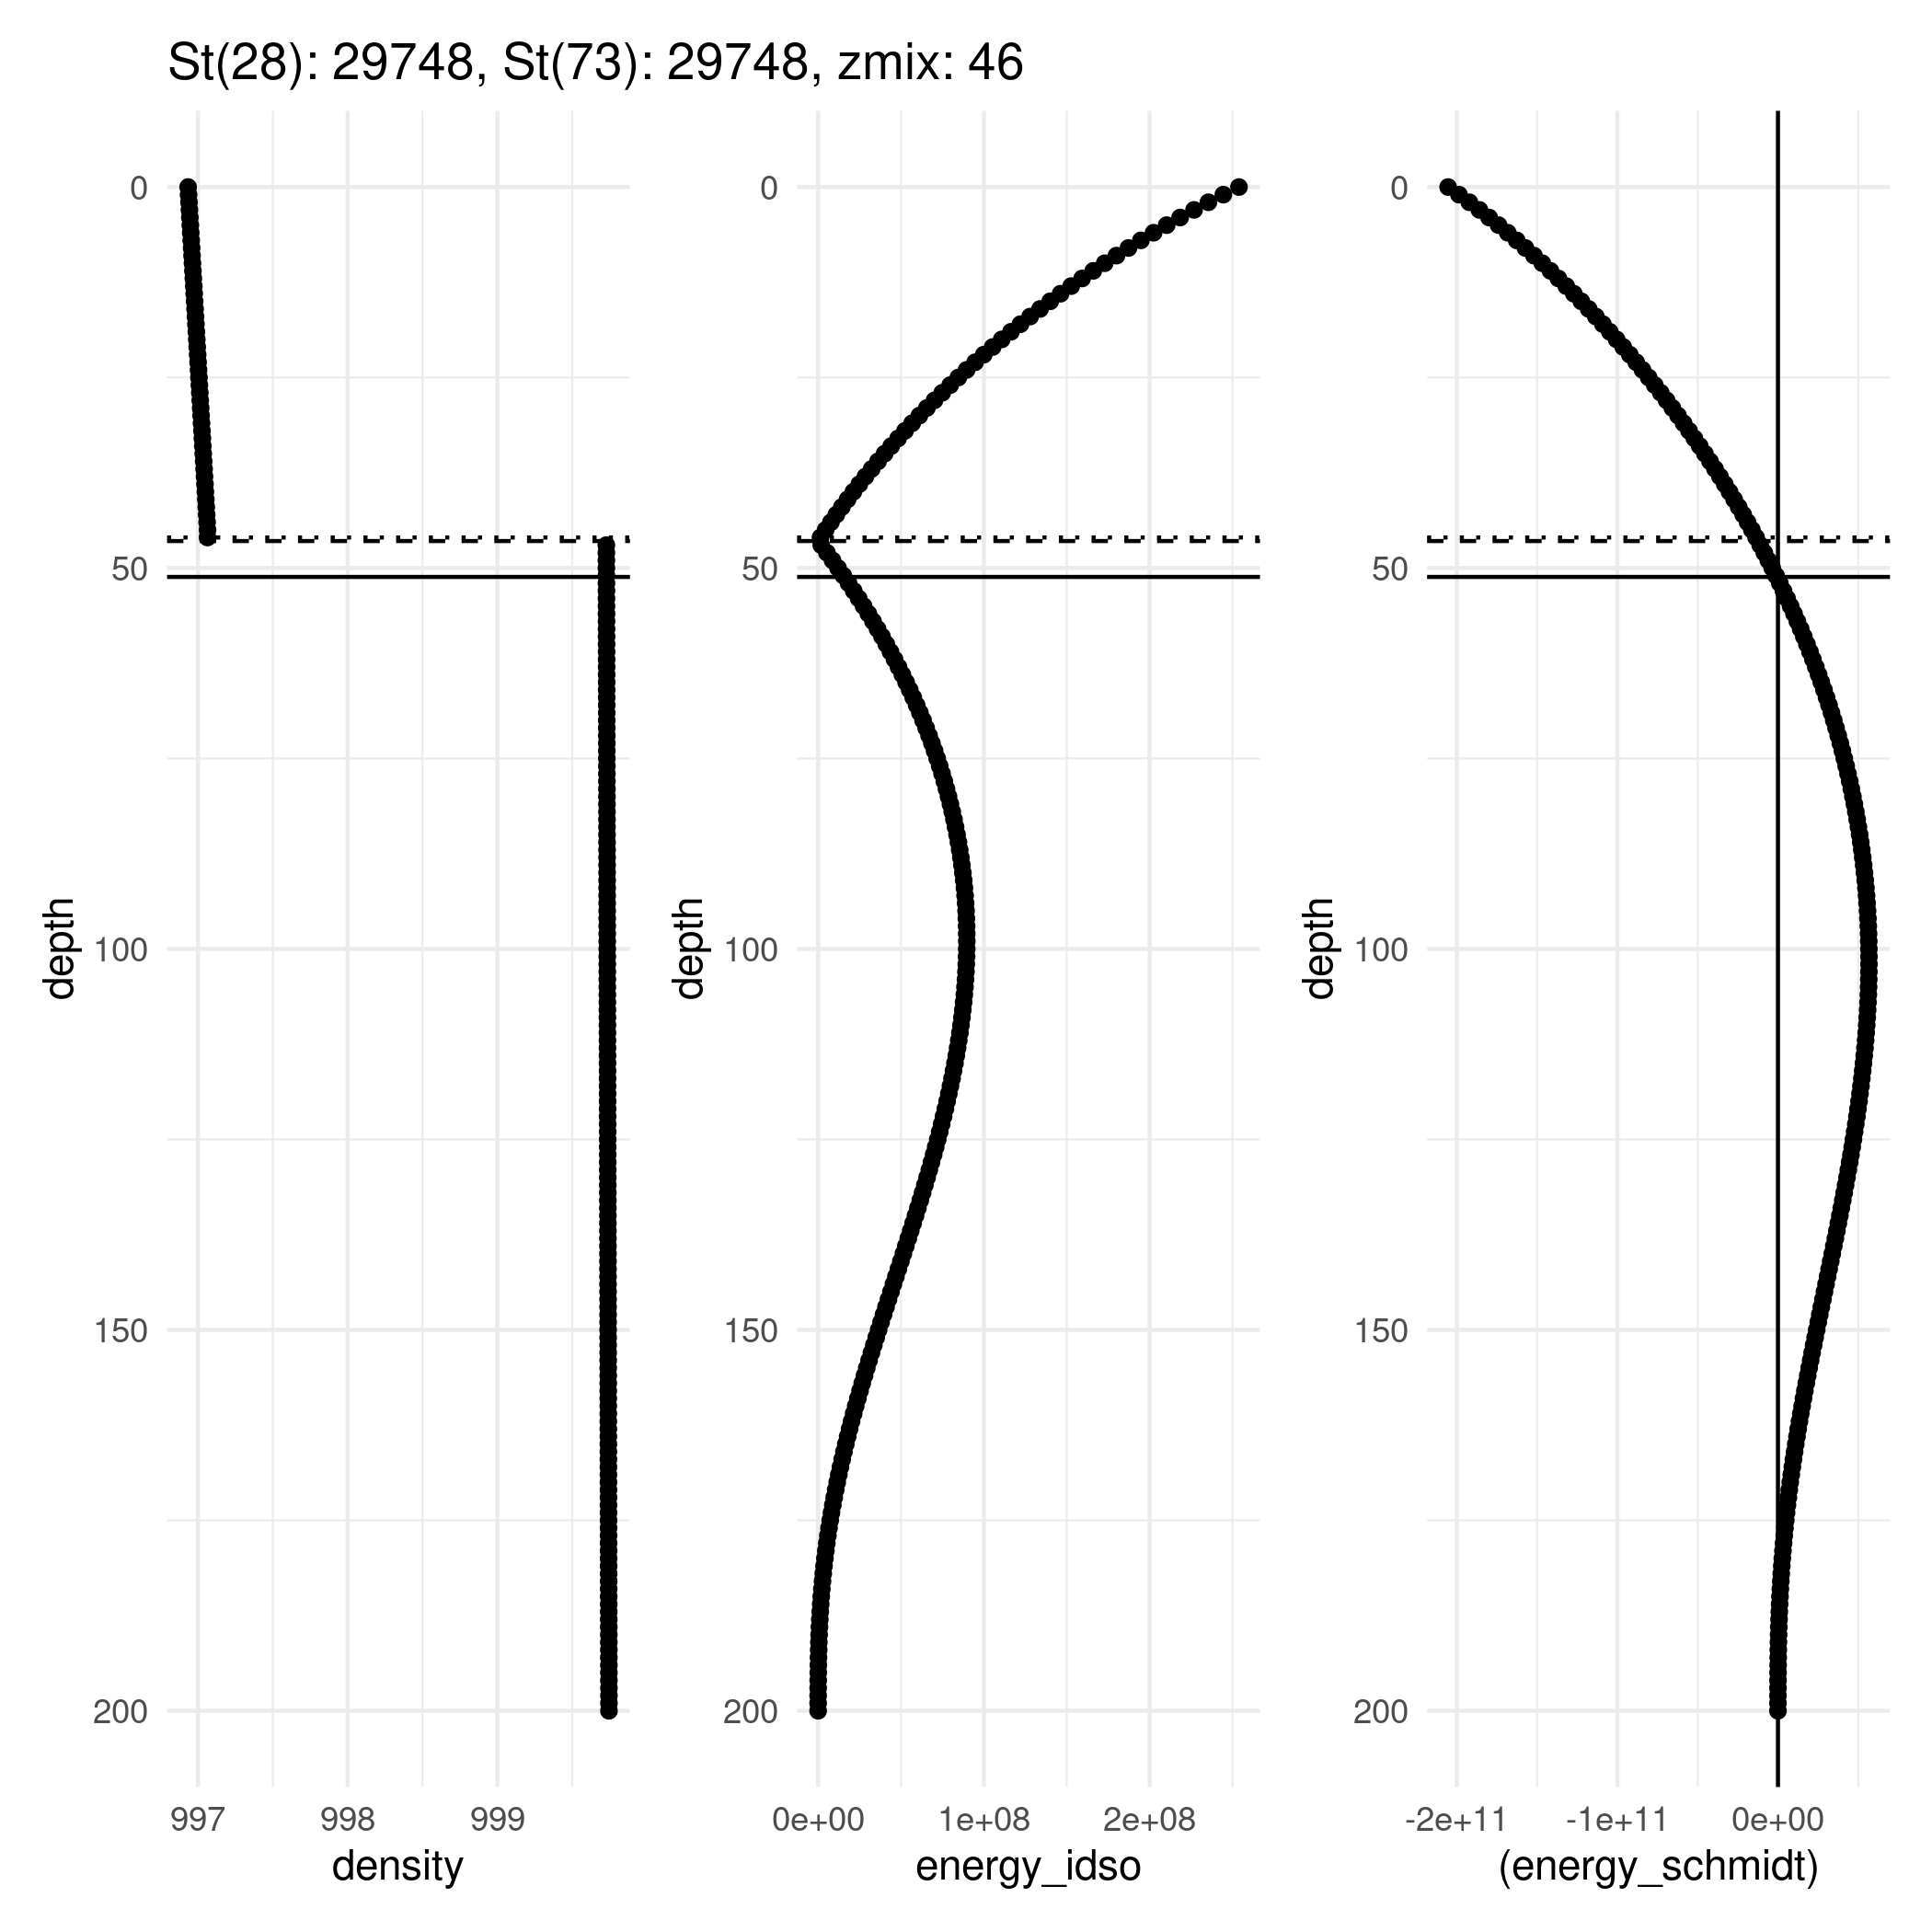 St(28): 29748, St(73): 29748, zmix: 46
depth
0
50
100
150
200
997 998 999
density
depth
0
50
100
150
200
0e+00 1e+08 2e+08
energy_idso
depth
0
50
100
150
200
-2e+11 -1e+11 0e+00
(energy_schmidt)